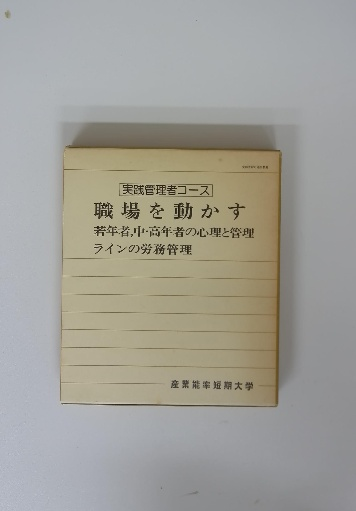 [実践管理者コース]
職場を動かす
若年者,中・高年者の心理と管理
ラインの労務管理
産業能率短期大学